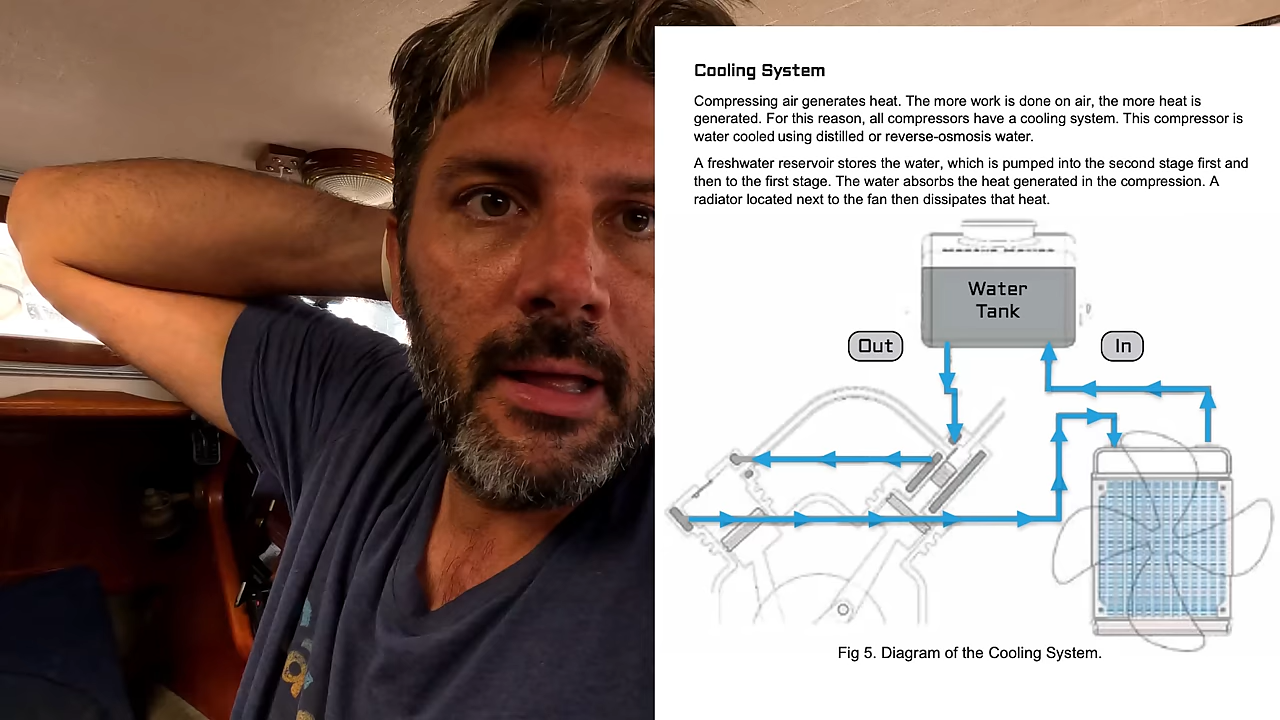 Cooling System
Compressing air generates heat. The more work is done on air, the more heat is
generated. For this reason, all compressors have a cooling system. This compressor is
water cooled using distilled or reverse-osmosis water.
A freshwater reservoir stores the water, which is pumped into the second stage first and
then to the first stage. The water absorbs the heat generated in the compression. A
radiator located next to the fan then dissipates that heat.
Water
Tank
Out
In
Fig 5. Diagram of the Cooling System.